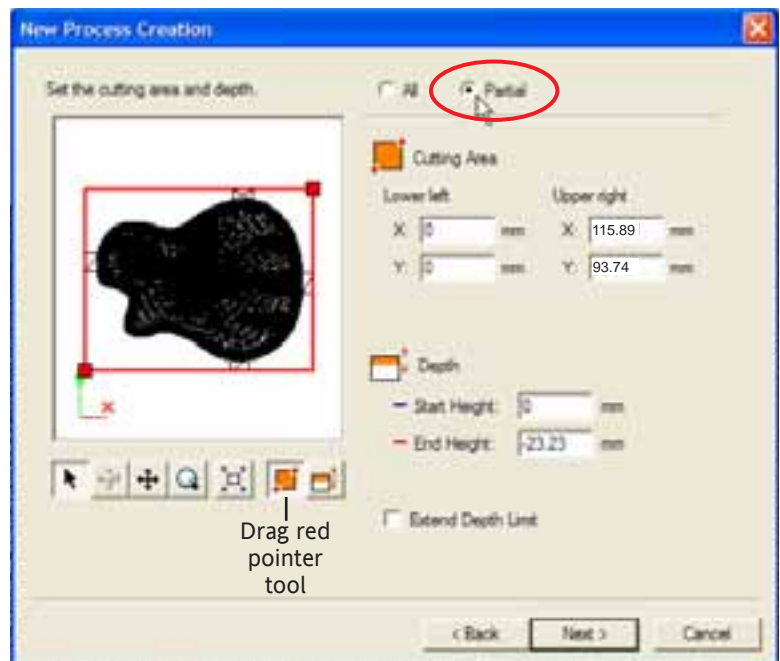 New Process Creation
Set the cutting area and depth.
All Partial
Cutting Area
Lower left Upper right
X: 0 mm X: 115.89 mm
Y: 0 mm Y: 93.74 mm
Depth
Start Height: 0 mm
End Height: -23.23 mm
Extend Depth Limit
Drag red
pointer
tool
< Back Next > Cancel